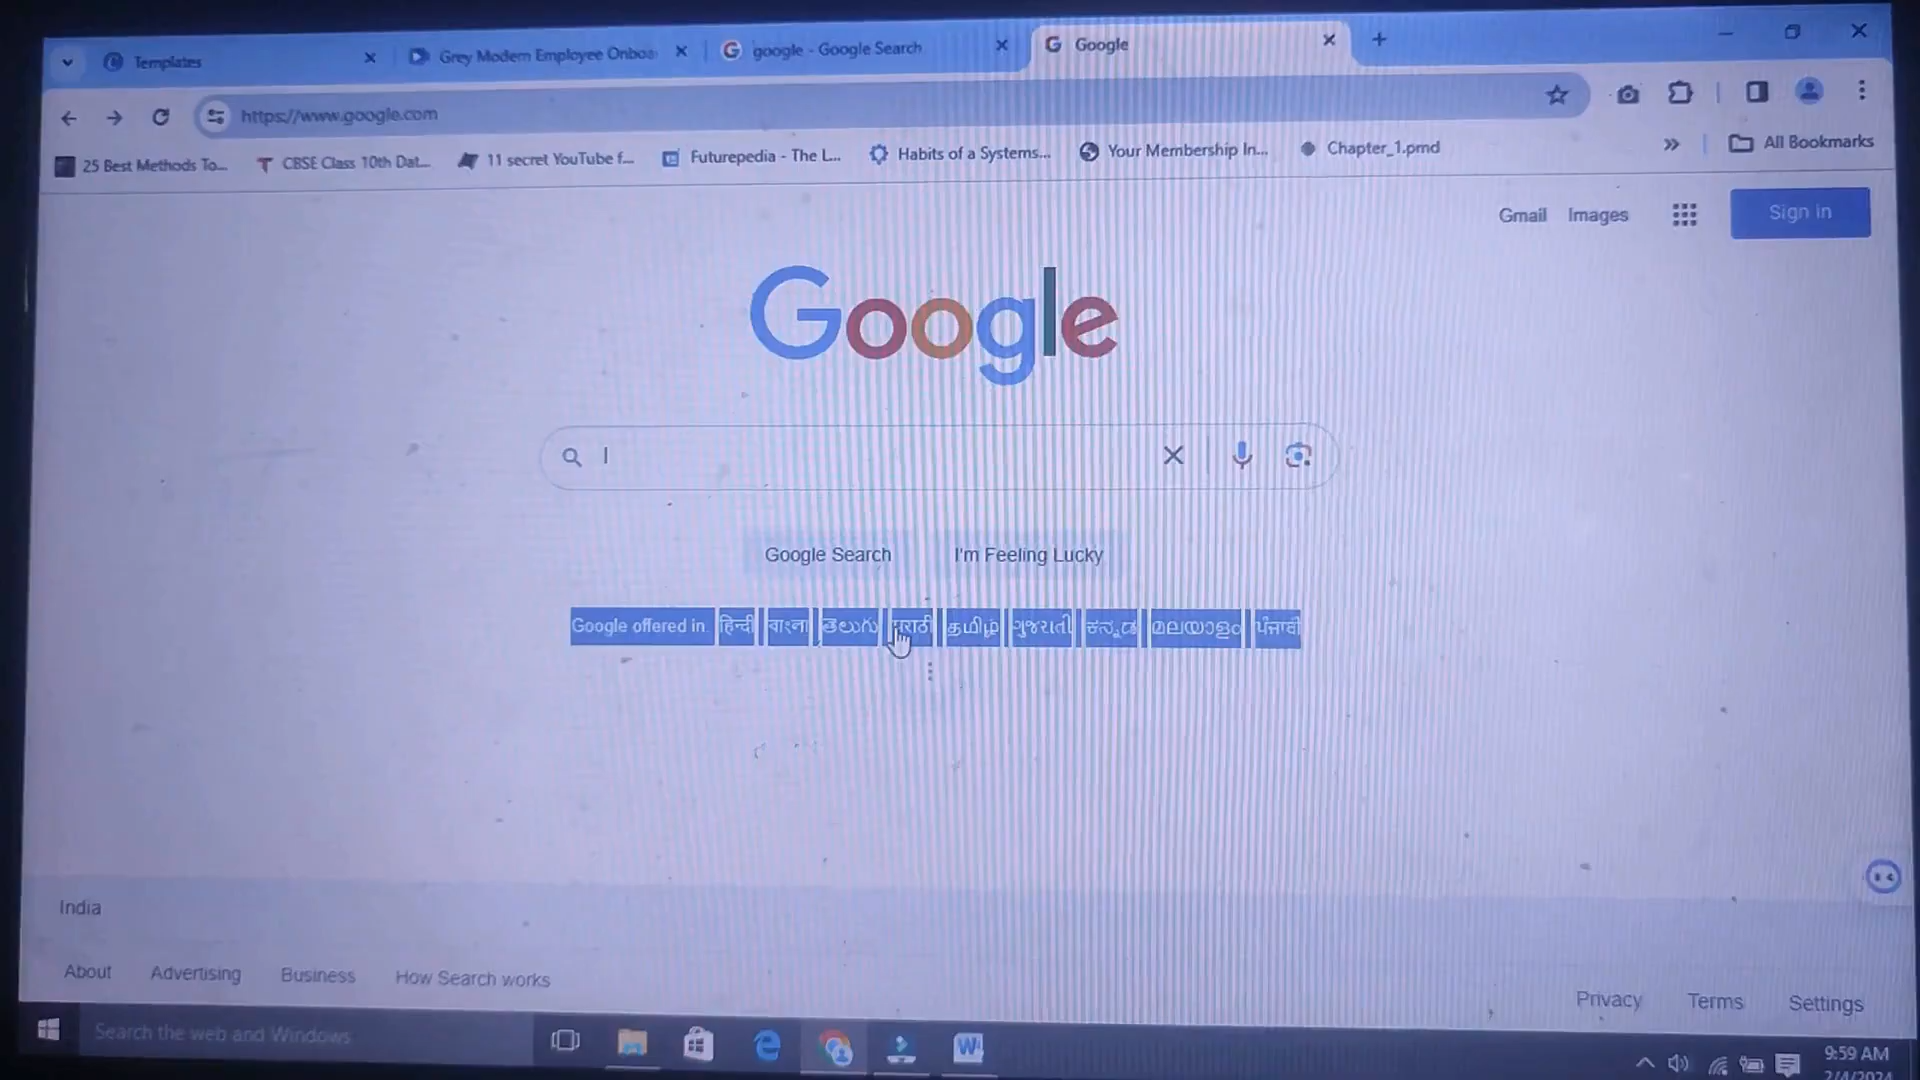 Templates
Grey Modern Employee Onboa
google - Google Search
Google
https://www.google.com
25 Best Methods To...
CBSE Class 10th Dat...
11 secret YouTube f...
Futurepedia - The L...
Habits of a Systems...
Your Membership In...
Chapter_1.pmd
All Bookmarks
Gmail Images Sign in
Google
Google Search I'm Feeling Lucky
Google offered in: हिन्दी বাংলা తెలుగు मराठी தமிழ் ગુજરાતી ಕನ್ನಡ മലയാളം ਪੰਜਾਬੀ
India
About Advertising Business How Search works
Privacy Terms Settings
Search the web and Windows
9:59 AM
2/4/2024